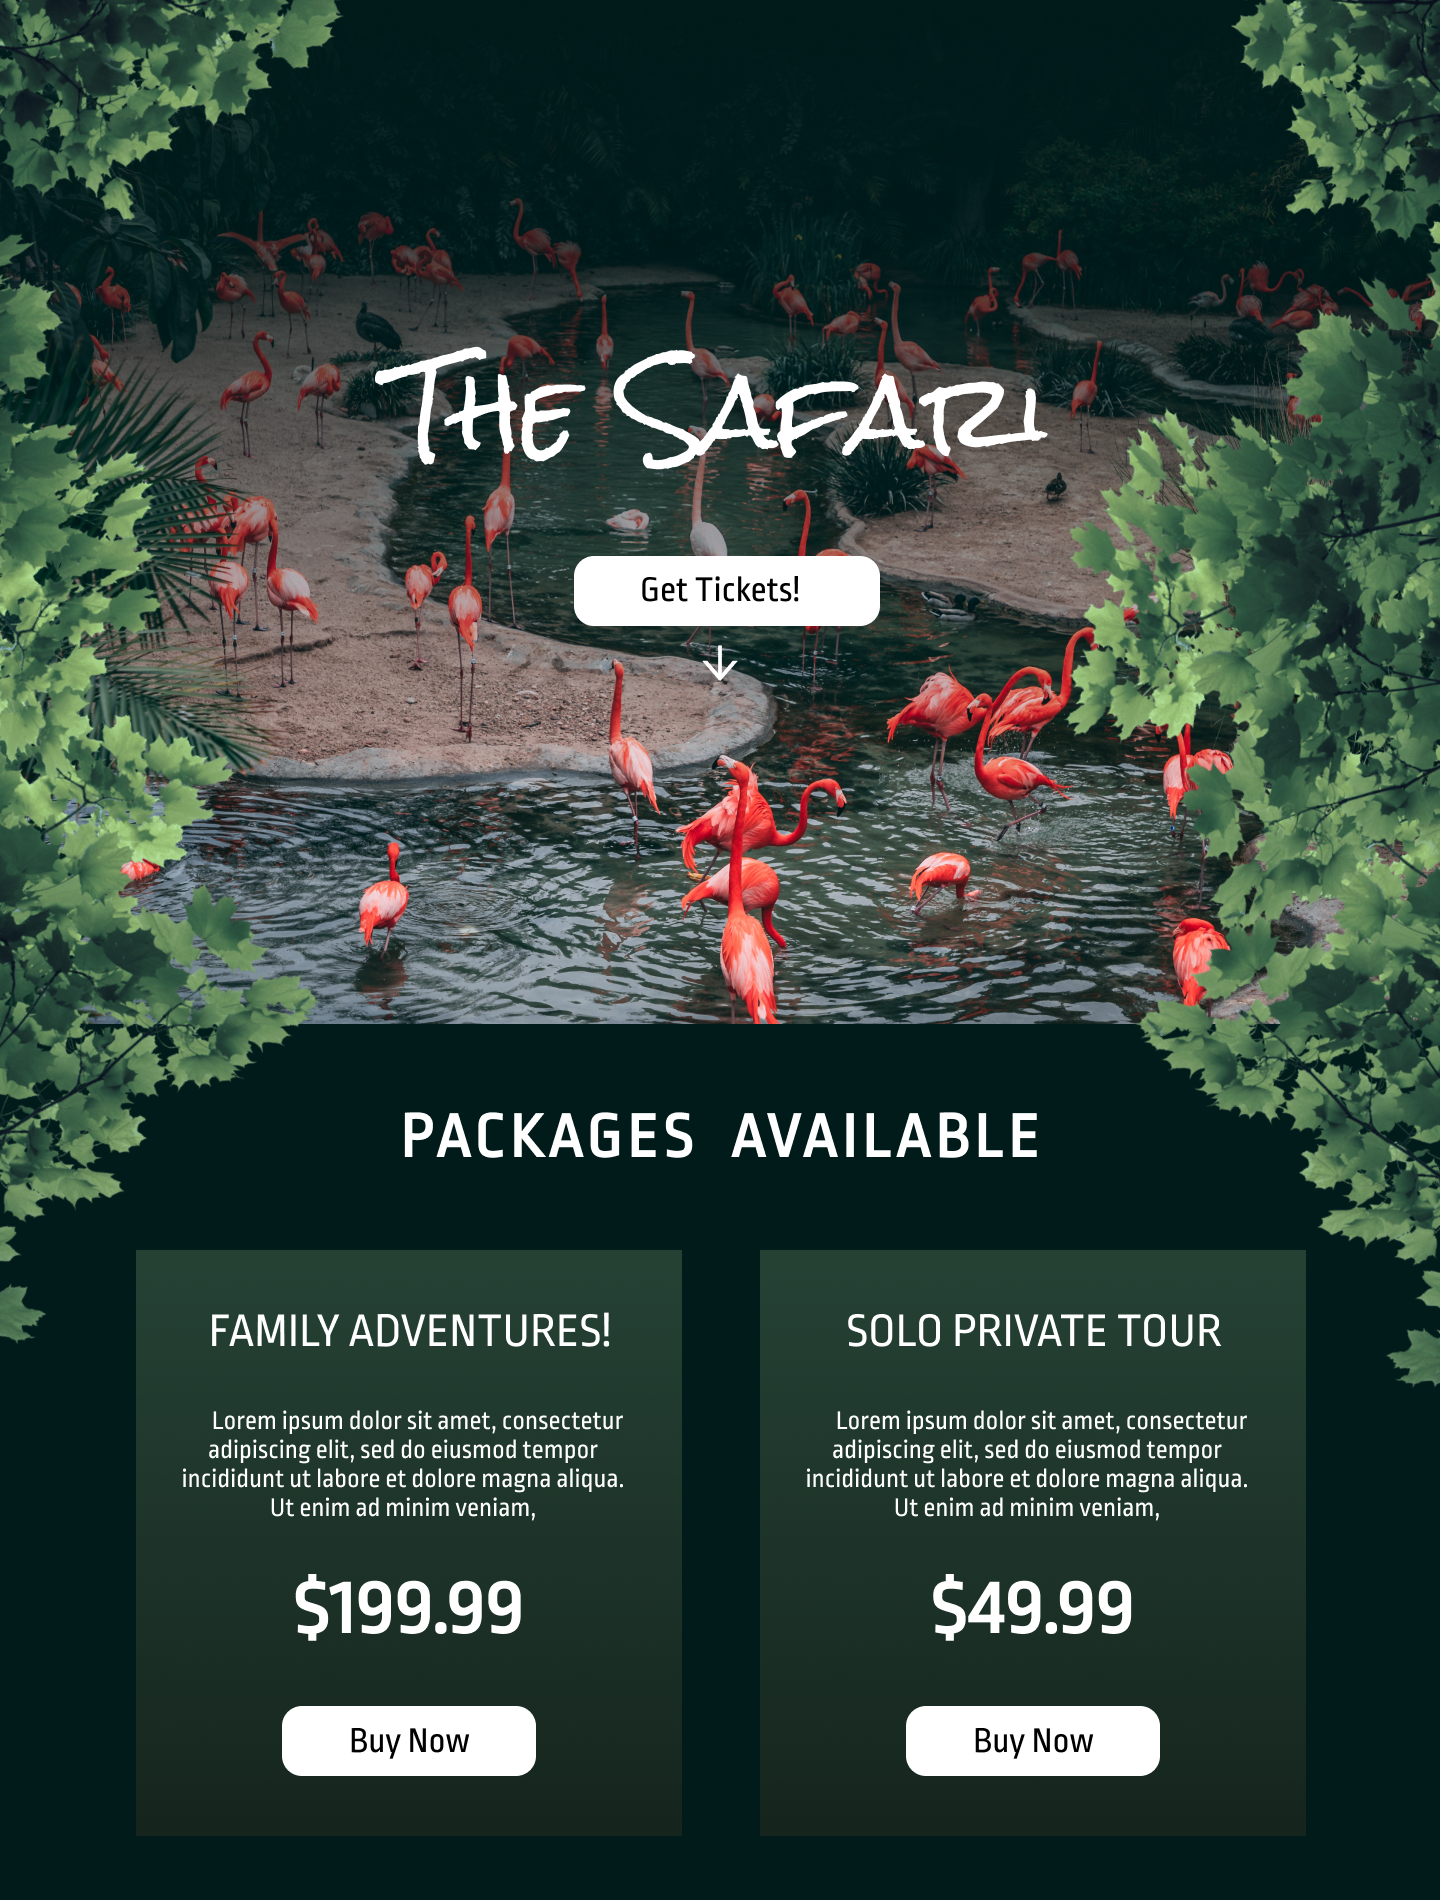 The Safari
Get Tickets!
PACKAGES AVAILABLE
FAMILY ADVENTURES!
Lorem ipsum dolor sit amet, consectetur
adipiscing elit, sed do eiusmod tempor
incididunt ut labore et dolore magna aliqua.
Ut enim ad minim veniam,
$199.99
Buy Now
SOLO PRIVATE TOUR
Lorem ipsum dolor sit amet, consectetur
adipiscing elit, sed do eiusmod tempor
incididunt ut labore et dolore magna aliqua.
Ut enim ad minim veniam,
$49.99
Buy Now